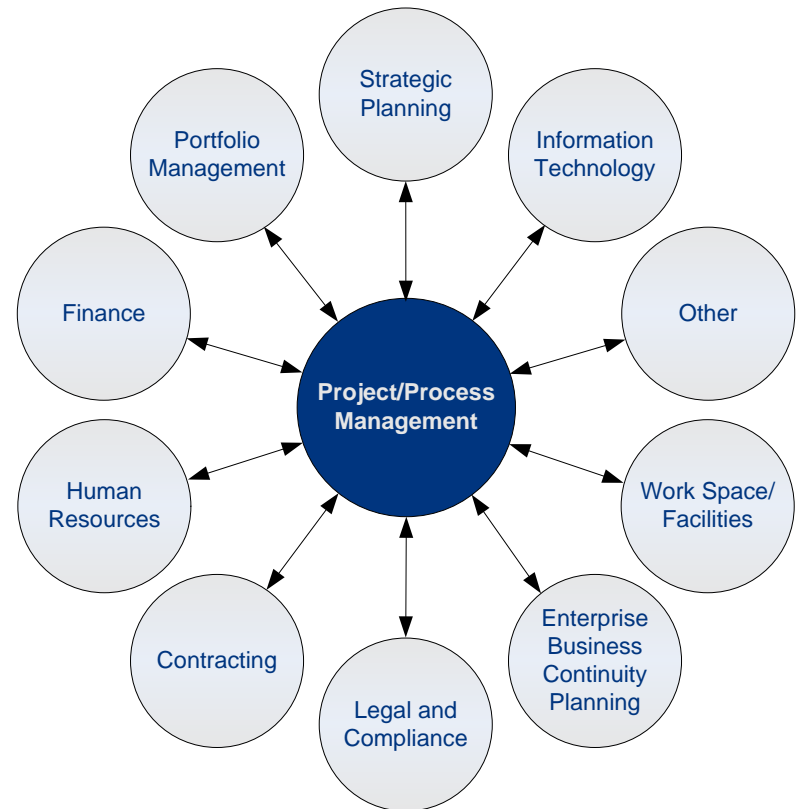 Strategic
Planning
Information
Technology
Other
Work Space/
Facilities
Enterprise
Business
Continuity
Planning
Legal and
Compliance
Contracting
Human
Resources
Finance
Portfolio
Management
Project/Process
Management